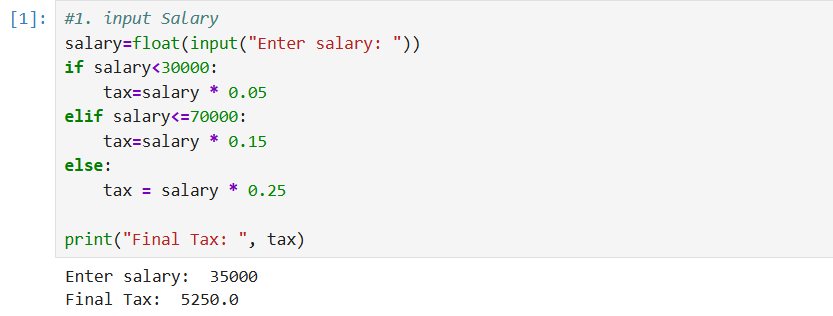 [1]: #1. input Salary
salary=float(input("Enter salary: "))
if salary<30000:
    tax=salary * 0.05
elif salary<=70000:
    tax=salary * 0.15
else:
    tax = salary * 0.25

print("Final Tax: ", tax)
Enter salary:  35000
Final Tax:  5250.0